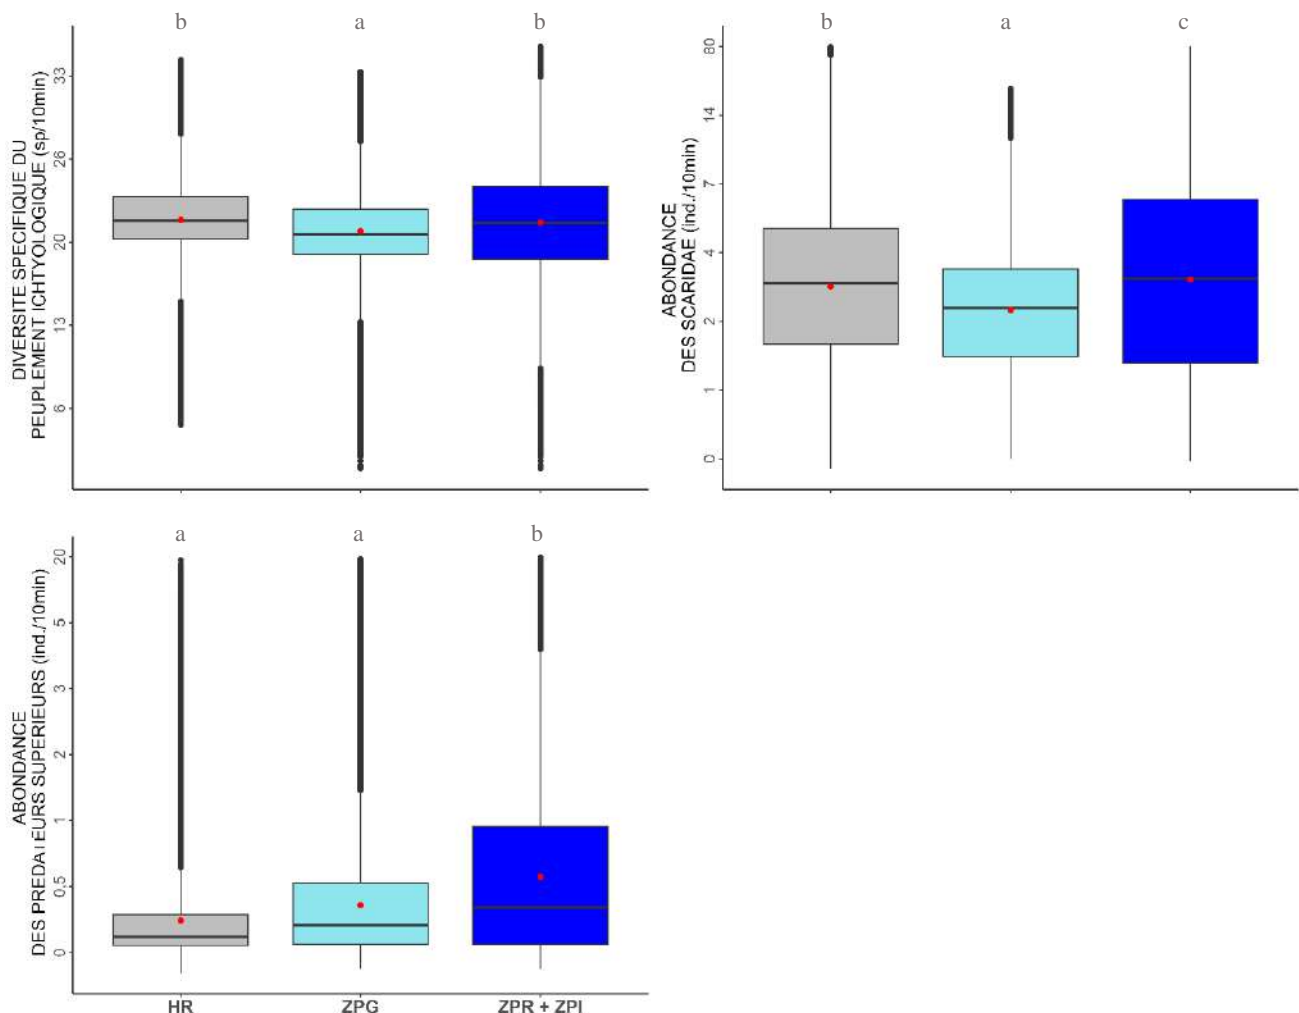 b a b
DIVERSITE SPECIFIQUE DU
PEUPLEMENT ICHTYOLOGIQUE (sp/10min)
33
26
20
13
6
b a c
ABONDANCE
DES SCARIDAE (ind./10min)
80
14
7
4
2
1
0
a a b
ABONDANCE
DES PREDATEURS SUPERIEURS (ind./10min)
20
5
3
2
1
0.5
0
HR ZPG ZPR + ZPI